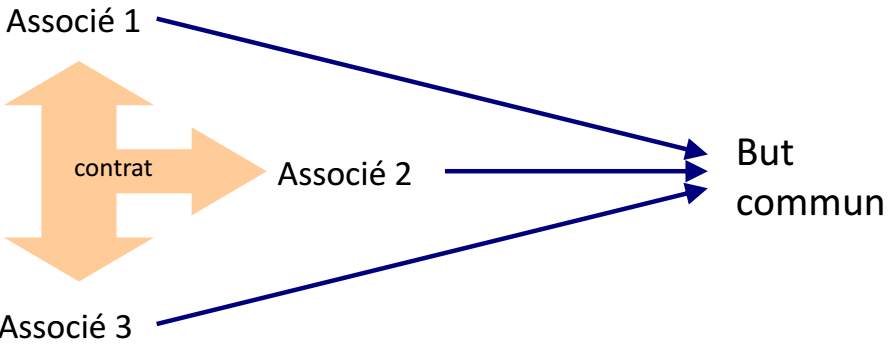 Associé 1
contrat
Associé 2
But
commun
Associé 3